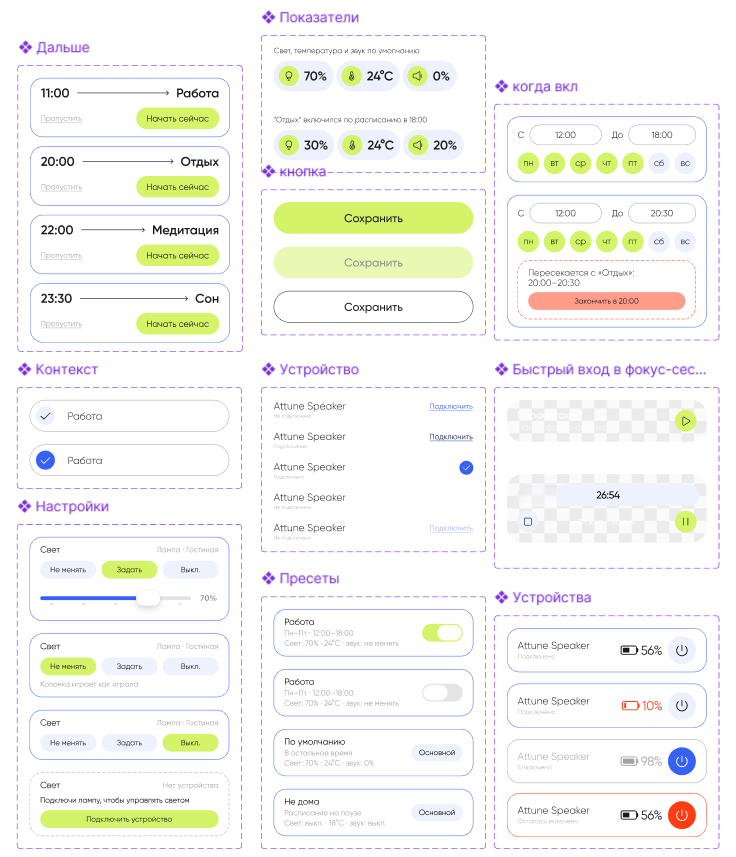 Дальше
11:00 Работа
Пропустить Начать сейчас
20:00 Отдых
Пропустить Начать сейчас
22:00 Медитация
Пропустить Начать сейчас
23:30 Сон
Пропустить Начать сейчас
Показатели
Свет, температура и звук по умолчанию
70% 24°C 0%
"Отдых" включился по расписанию в 18:00
30% 24°C 20%
кнопка
Сохранить
Сохранить
Сохранить
когда вкл
С 12:00 До 18:00
пн вт ср чт пт сб вс
С 12:00 До 20:30
пн вт ср чт пт сб вс
Пересекается с «Отдых»:
20:00–20:30
Закончить в 20:00
Контекст
Работа
Работа
Устройство
Attune Speaker Подключить
Не подключено
Attune Speaker Подключить
Attune Speaker
Подключено
Attune Speaker
Не подключено
Attune Speaker Подключить
Не подключено
Быстрый вход в фокус-сес...
26:54
Настройки
Свет Лампа · Гостиная
Не менять Задать Выкл.
70%
Свет Лампа · Гостиная
Не менять Задать Выкл.
Колонка играет как играла
Свет Лампа · Гостиная
Не менять Задать Выкл.
Свет Нет устройства
Подключи лампу, чтобы управлять светом
Подключить устройство
Пресеты
Работа
Пн–Пт · 12:00–18:00
Свет: 70% · 24°C · звук: не менять
Работа
Пн–Пт · 12:00–18:00
Свет: 70% · 24°C · звук: не менять
По умолчанию
В остальное время
Свет: 70% · 24°C · звук: 0%
Основной
Не дома
Расписание на паузе
Свет: выкл. · 18°C · звук: выкл.
Основной
Устройства
Attune Speaker 56%
Подключено
Attune Speaker 10%
Подключено
Attune Speaker 98%
Отключено
Attune Speaker 56%
Осталась включено